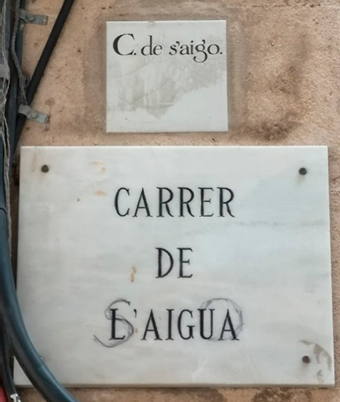 C. de s'aigo.
CARRER
DE
L'AIGUA